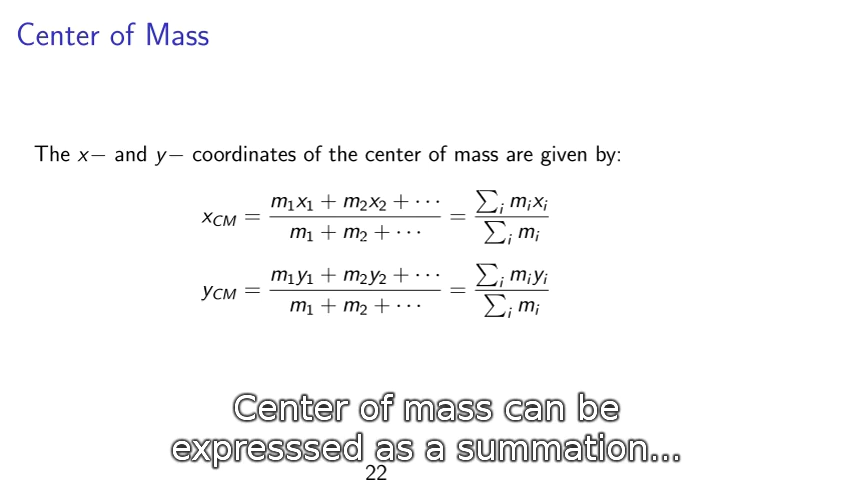 Center of Mass
The x− and y− coordinates of the center of mass are given by:
x_CM = (m₁x₁ + m₂x₂ + ···)/(m₁ + m₂ + ···) = (∑ᵢ mᵢxᵢ)/(∑ᵢ mᵢ)
y_CM = (m₁y₁ + m₂y₂ + ···)/(m₁ + m₂ + ···) = (∑ᵢ mᵢyᵢ)/(∑ᵢ mᵢ)
Center of mass can be
expresssed as a summation...
22